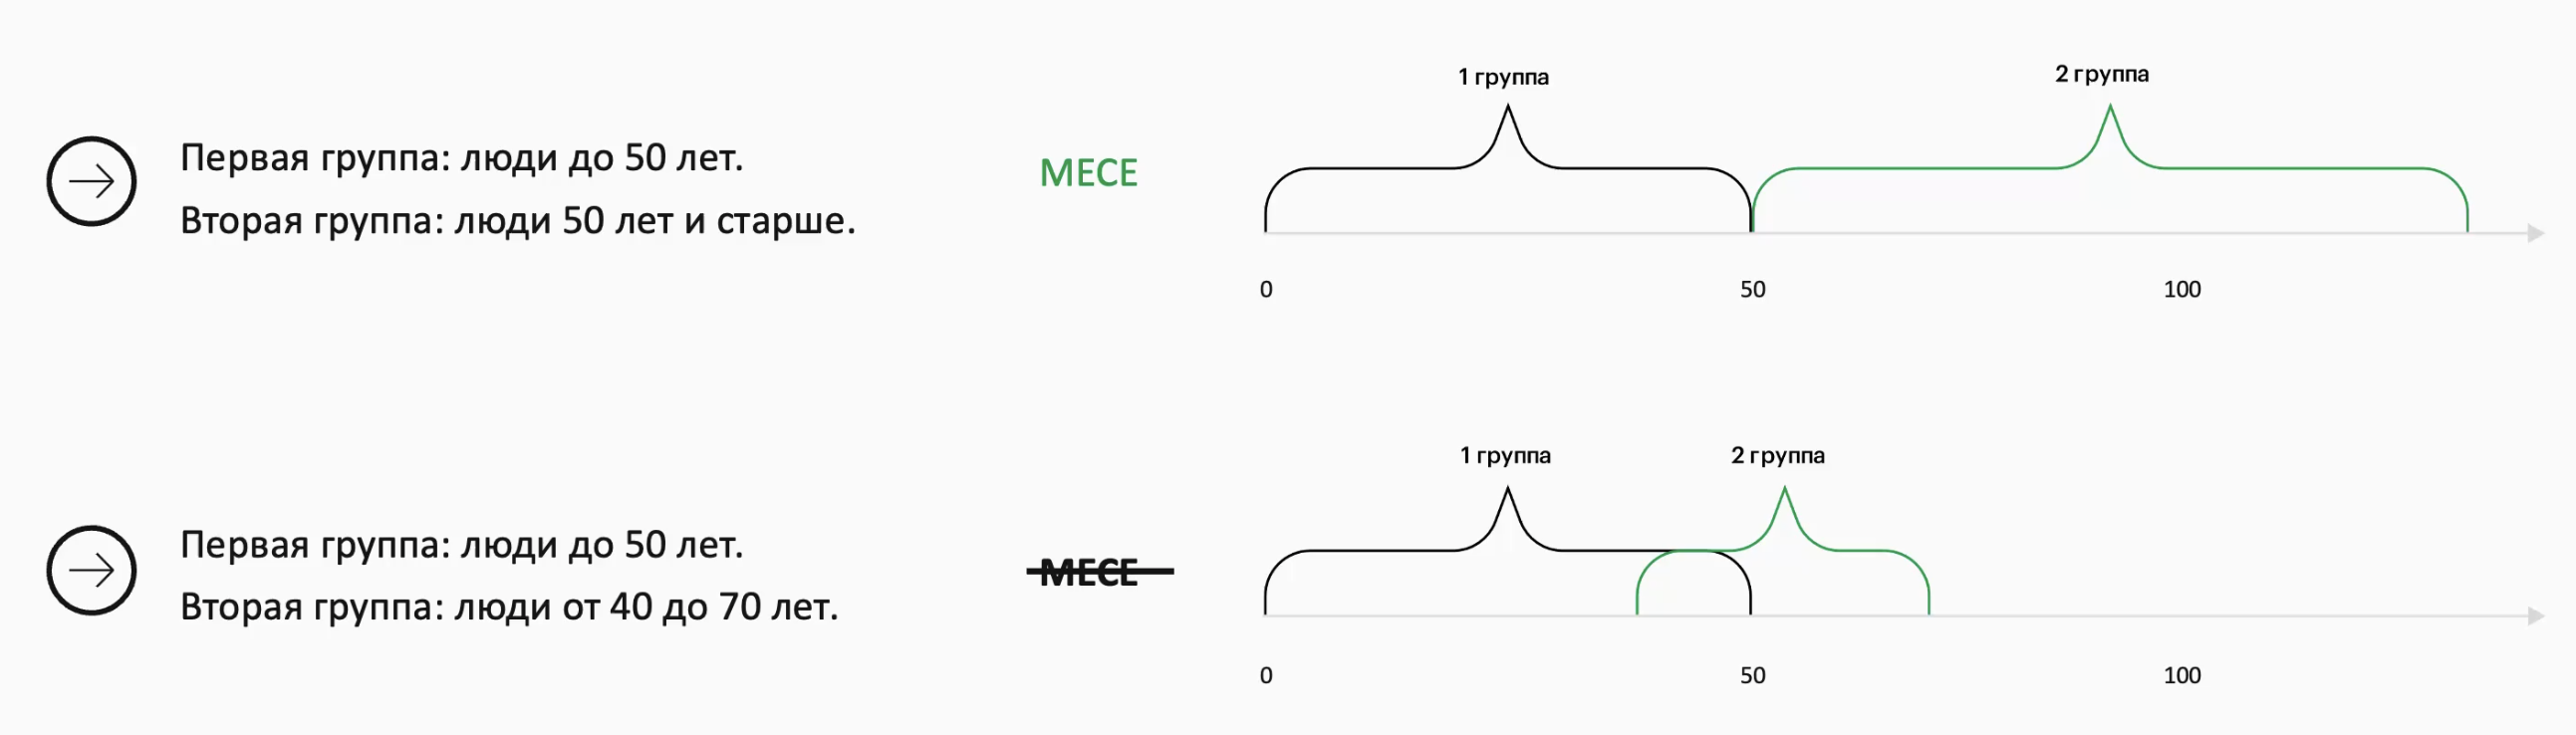 1 группа
2 группа
Первая группа: люди до 50 лет.
Вторая группа: люди 50 лет и старше.
MECE
0
50
100
1 группа
2 группа
Первая группа: люди до 50 лет.
Вторая группа: люди от 40 до 70 лет.
MECE
0
50
100